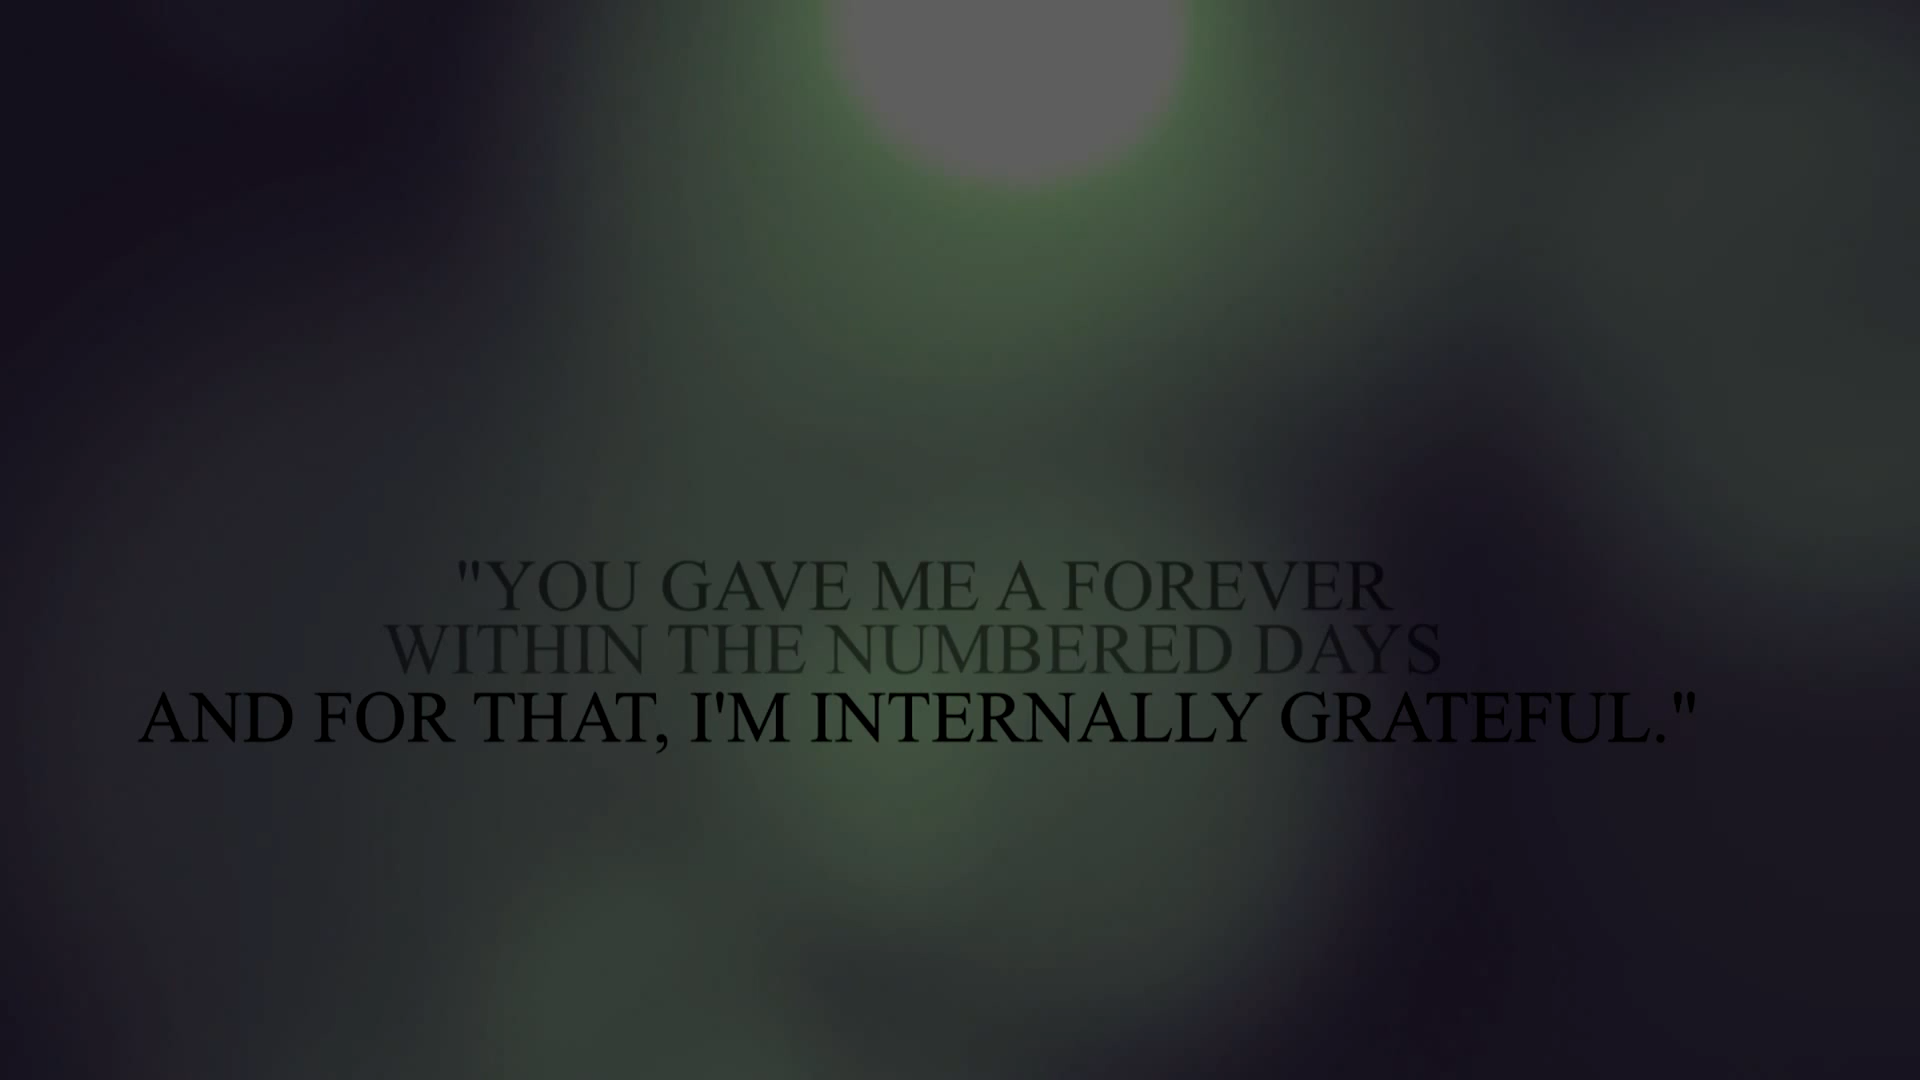 "YOU GAVE ME A FOREVER
WITHIN THE NUMBERED DAYS
AND FOR THAT, I'M INTERNALLY GRATEFUL."